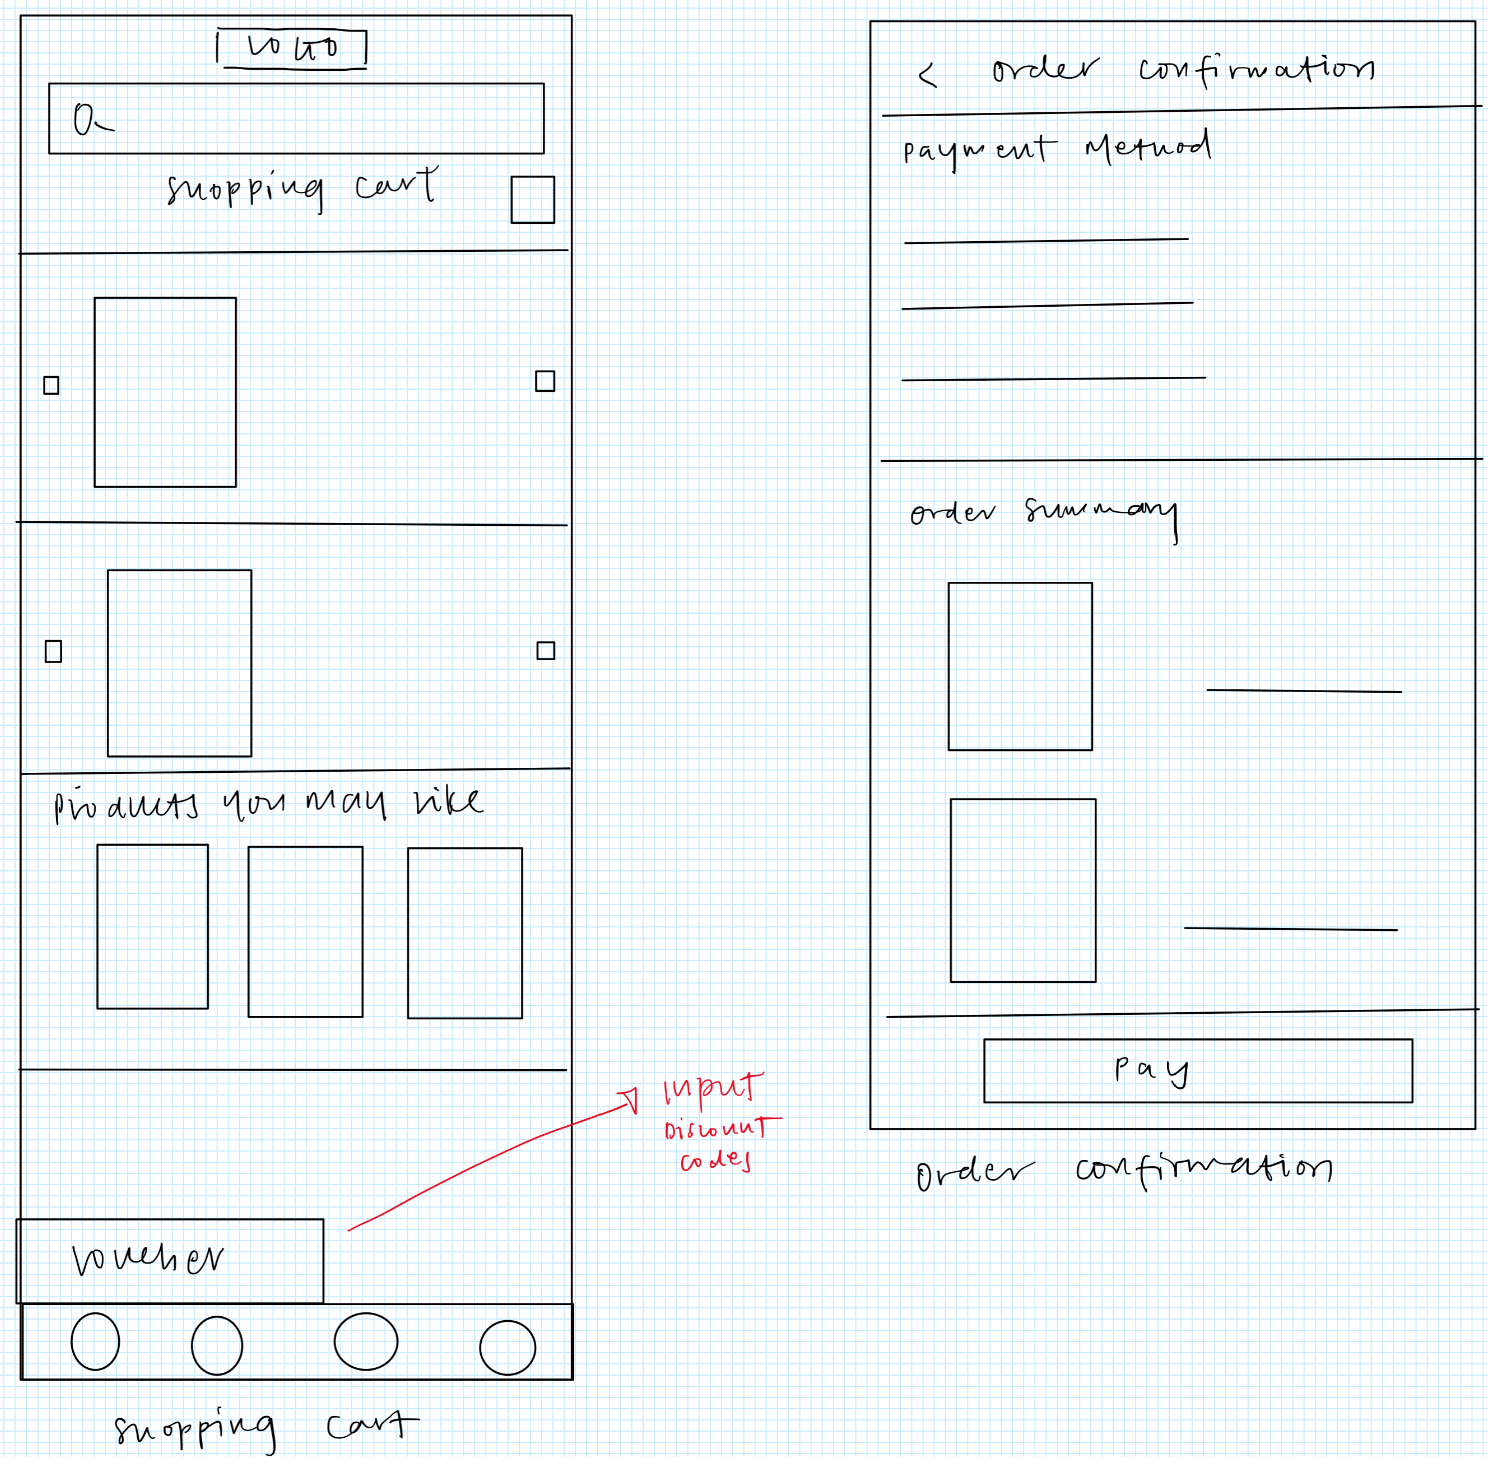 LOGO
shopping cart
products you may like
input
Discount
codes
voucher
shopping cart
< order confirmation
payment Method
order summary
pay
order confirmation